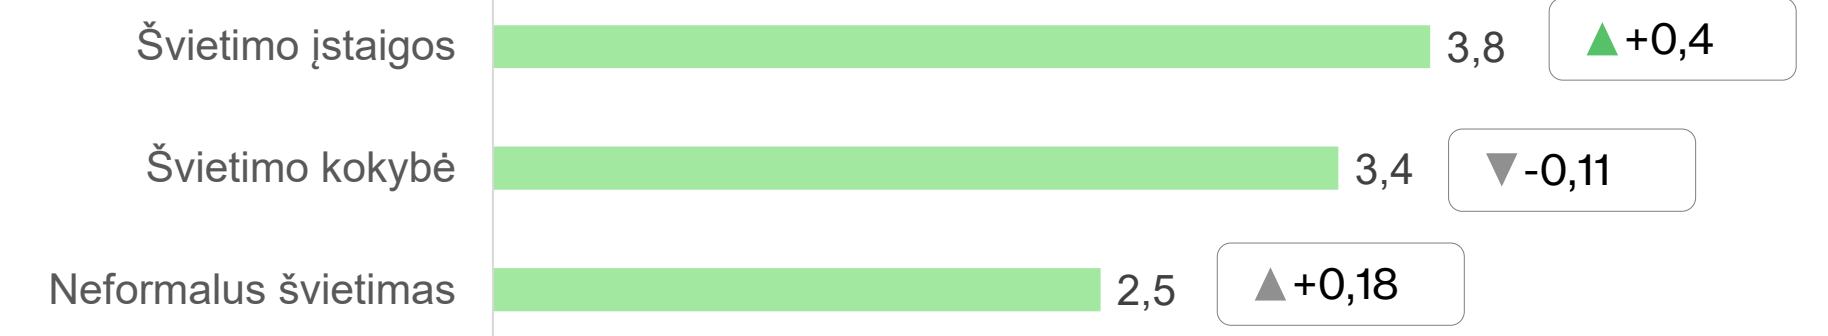 Švietimo įstaigos 3,8 ▲+0,4
Švietimo kokybė 3,4 ▼-0,11
Neformalus švietimas 2,5 ▲+0,18